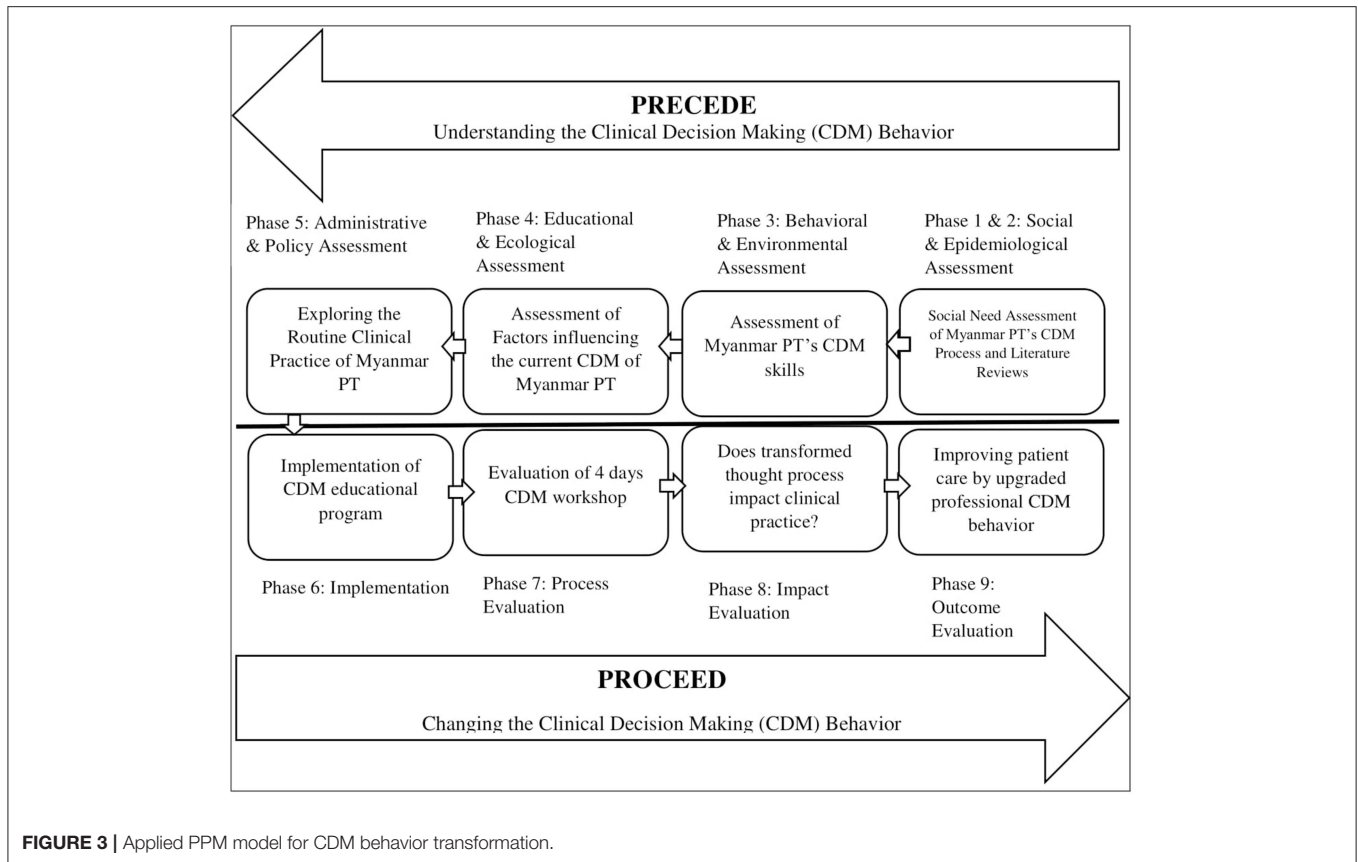 PRECEDE
Understanding the Clinical Decision Making (CDM) Behavior
Phase 5: Administrative
& Policy Assessment
Phase 4: Educational
& Ecological
Assessment
Phase 3: Behavioral
& Environmental
Assessment
Phase 1 & 2: Social
& Epidemiological
Assessment
Exploring the
Routine Clinical
Practice of Myanmar
PT
Assessment of
Factors influencing
the current CDM of
Myanmar PT
Assessment of
Myanmar PT's CDM
skills
Social Need Assessment
of Myanmar PT's CDM
Process and Literature
Reviews
Implementation of
CDM educational
program
Evaluation of 4 days
CDM workshop
Does transformed
thought process
impact clinical
practice?
Improving patient
care by upgraded
professional CDM
behavior
Phase 6: Implementation
Phase 7: Process
Evaluation
Phase 8: Impact
Evaluation
Phase 9:
Outcome
Evaluation
PROCEED
Changing the Clinical Decision Making (CDM) Behavior
FIGURE 3 | Applied PPM model for CDM behavior transformation.